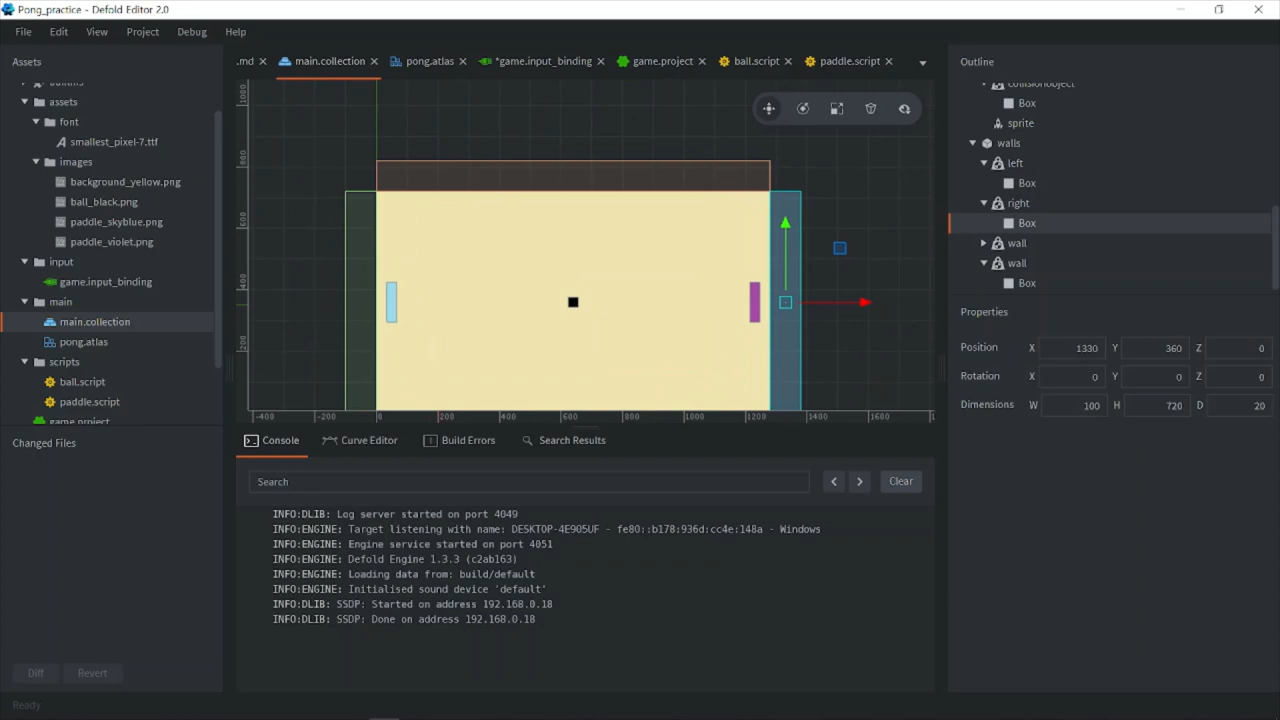 Pong_practice - Defold Editor 2.0
File Edit View Project Debug Help
Assets
assets
font
smallest_pixel-7.ttf
images
background_yellow.png
ball_black.png
paddle_skyblue.png
paddle_violet.png
input
game.input_binding
main
main.collection
pong.atlas
scripts
ball.script
paddle.script
game.project
Changed Files
Diff Revert
Ready
.md main.collection pong.atlas *game.input_binding game.project ball.script paddle.script
1000
800
600
400
200
-400 -200 0 200 400 600 800 1000 1200 1400 1600 1800
Console Curve Editor Build Errors Search Results
Search Clear
INFO:DLIB: Log server started on port 4049
INFO:ENGINE: Target listening with name: DESKTOP-4E905UF - fe80::b178:936d:cc4e:148a - Windows
INFO:ENGINE: Engine service started on port 4051
INFO:ENGINE: Defold Engine 1.3.3 (c2ab163)
INFO:ENGINE: Loading data from: build/default
INFO:ENGINE: Initialised sound device 'default'
INFO:DLIB: SSDP: Started on address 192.168.0.18
INFO:DLIB: SSDP: Done on address 192.168.0.18
Outline
collisionobject
Box
sprite
walls
left
Box
right
Box
wall
wall
Box
Properties
Position X 1330 Y 360 Z 0
Rotation X 0 Y 0 Z 0
Dimensions W 100 H 720 D 20